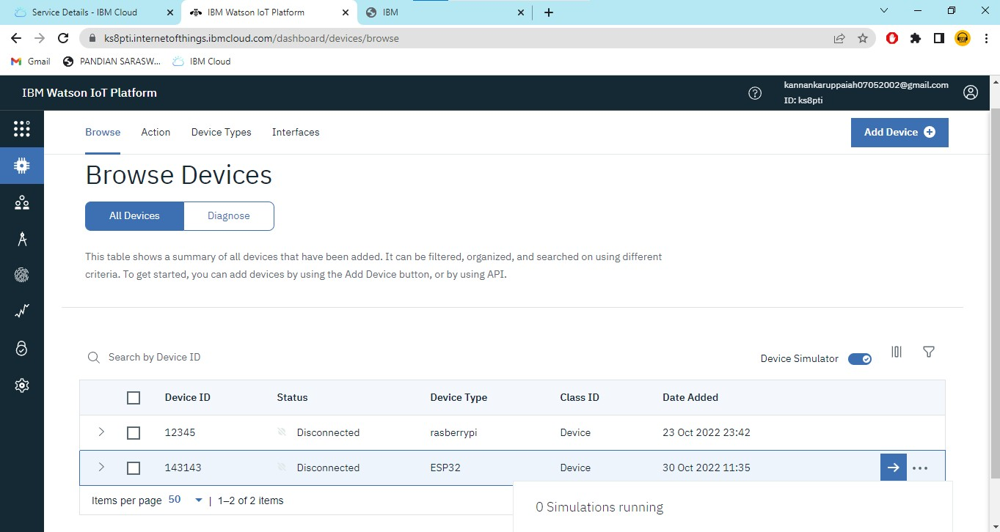 Service Details - IBM Cloud
IBM Watson IoT Platform
IBM
ks8pti.internetofthings.ibmcloud.com/dashboard/devices/browse
Gmail
PANDIAN SARASW...
IBM Cloud
IBM Watson IoT Platform
kannankaruppaiah07052002@gmail.com
ID: ks8pti
Browse Action Device Types Interfaces
Add Device
Browse Devices
All Devices Diagnose
This table shows a summary of all devices that have been added. It can be filtered, organized, and searched on using different
criteria. To get started, you can add devices by using the Add Device button, or by using API.
Search by Device ID
Device Simulator
Device ID Status Device Type Class ID Date Added
12345 Disconnected rasberrypi Device 23 Oct 2022 23:42
143143 Disconnected ESP32 Device 30 Oct 2022 11:35
Items per page 50 | 1–2 of 2 items
0 Simulations running